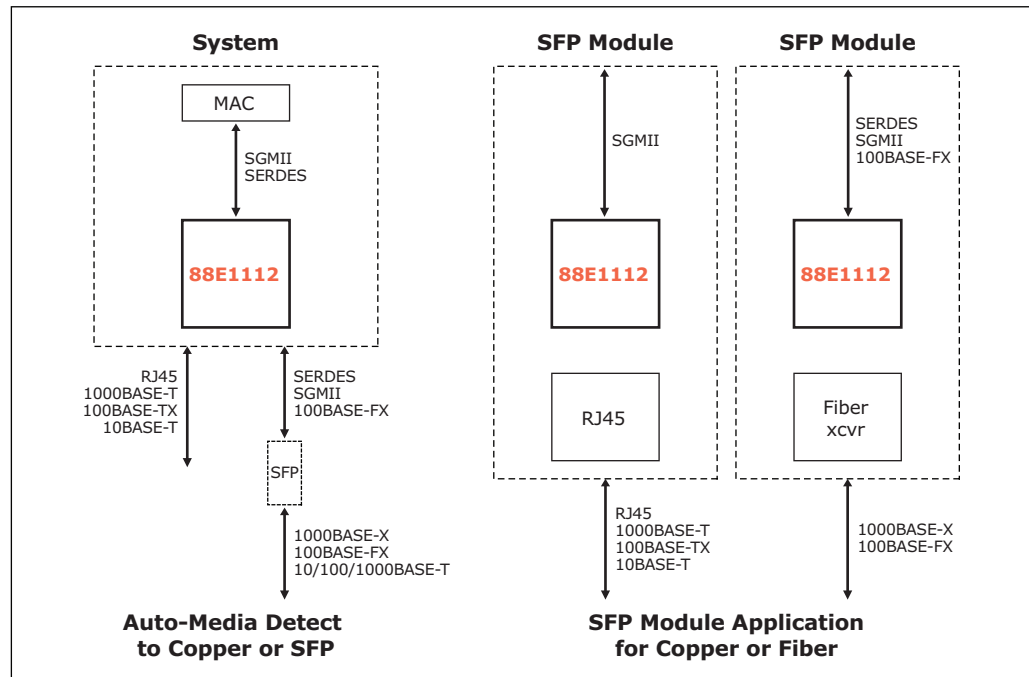 System
MAC
SGMII
SERDES
88E1112
RJ45
1000BASE-T
100BASE-TX
10BASE-T
SERDES
SGMII
100BASE-FX
SFP
1000BASE-X
100BASE-FX
10/100/1000BASE-T
Auto-Media Detect
to Copper or SFP
SFP Module
SGMII
88E1112
RJ45
RJ45
1000BASE-T
100BASE-TX
10BASE-T
SFP Module
SERDES
SGMII
100BASE-FX
88E1112
Fiber
xcvr
1000BASE-X
100BASE-FX
SFP Module Application
for Copper or Fiber